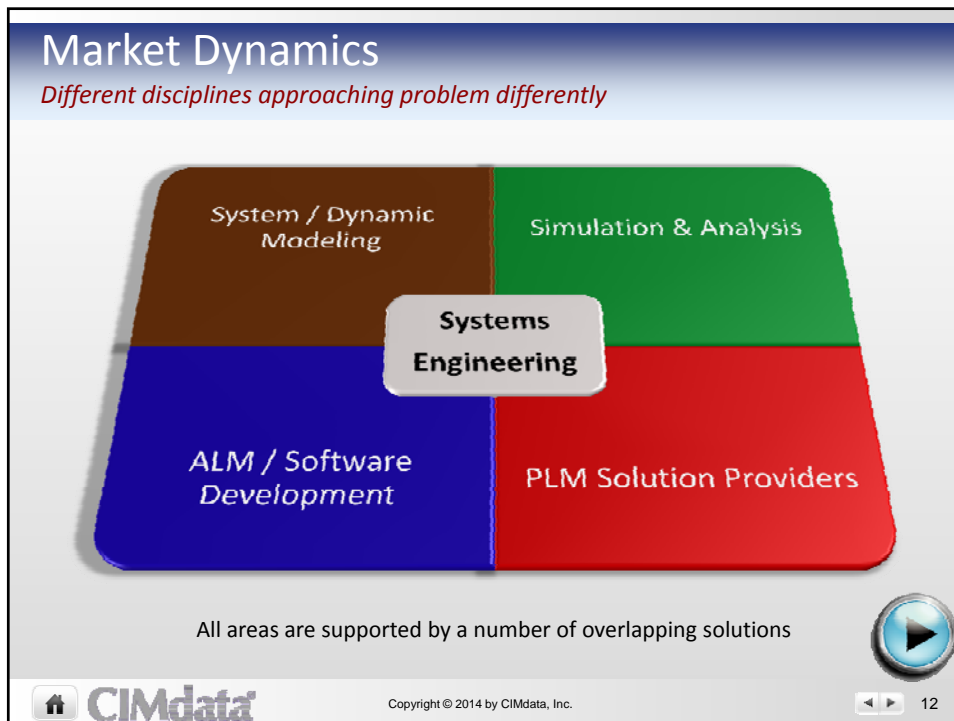 Market Dynamics
Different disciplines approaching problem differently
System / Dynamic
Modeling
Simulation & Analysis
Systems
Engineering
ALM / Software
Development
PLM Solution Providers
All areas are supported by a number of overlapping solutions
CIMdata
Copyright © 2014 by CIMdata, Inc.
12